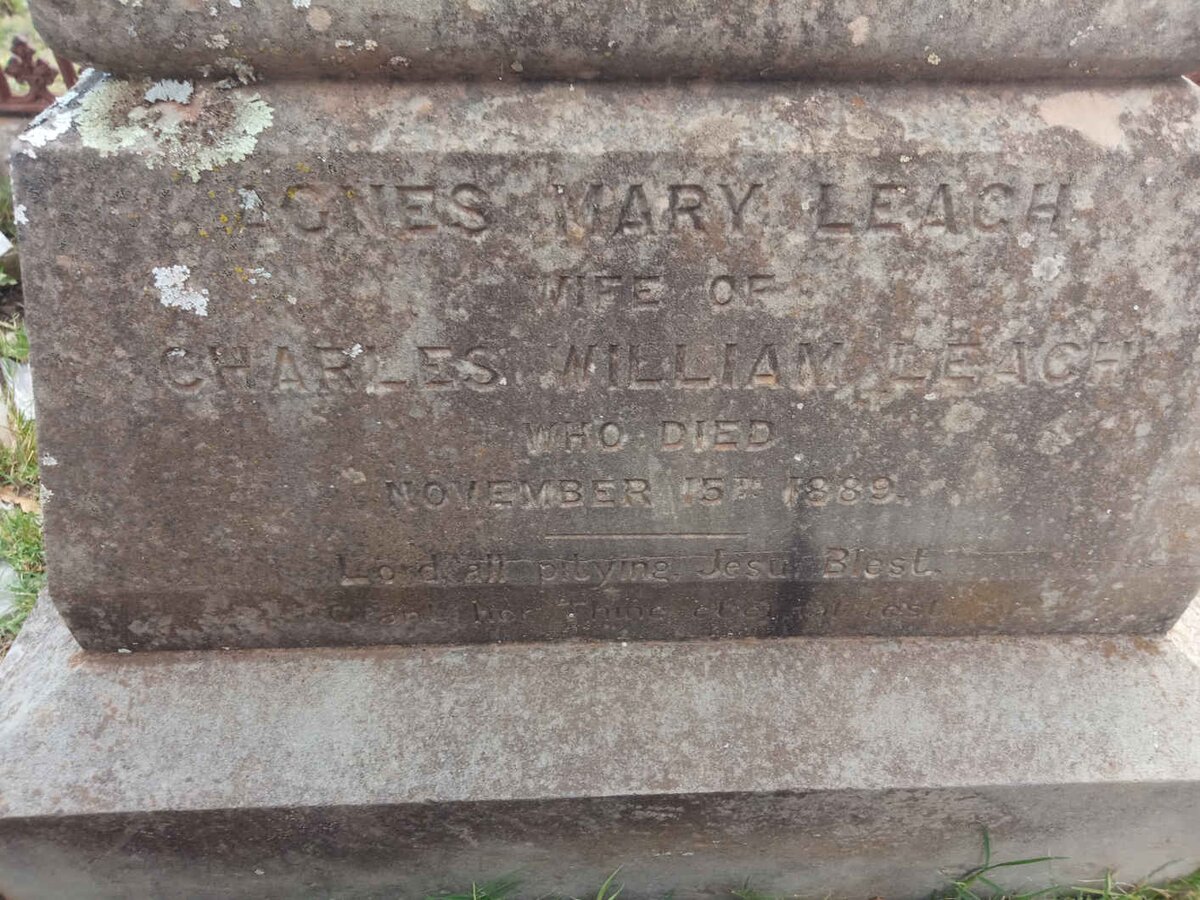 AGNES MARY LEACH
WIFE OF
CHARLES WILLIAM LEACH
WHO DIED
NOVEMBER 15TH 1889
Lord, all pitying, Jesu Blest.
Grant her Thine eternal rest.